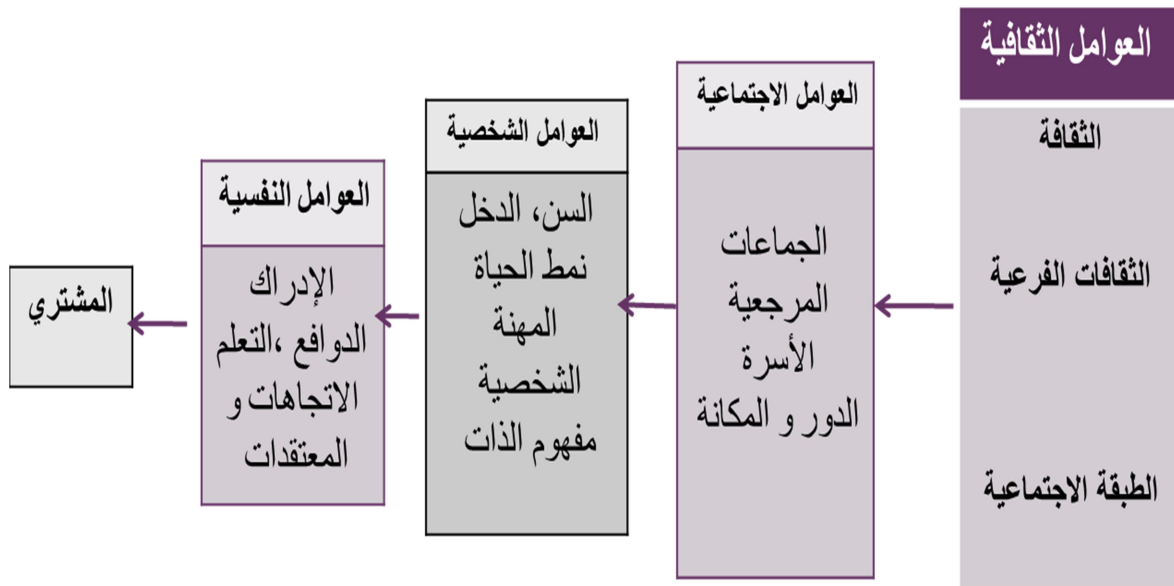 العوامل الثقافية
الثقافة
الثقافات الفرعية
الطبقة الاجتماعية
العوامل الاجتماعية
الجماعات
المرجعية
الأسرة
الدور و المكانة
العوامل الشخصية
السن، الدخل
نمط الحياة
المهنة
الشخصية
مفهوم الذات
العوامل النفسية
الإدراك
الدوافع ،التعلم
الاتجاهات و
المعتقدات
المشتري